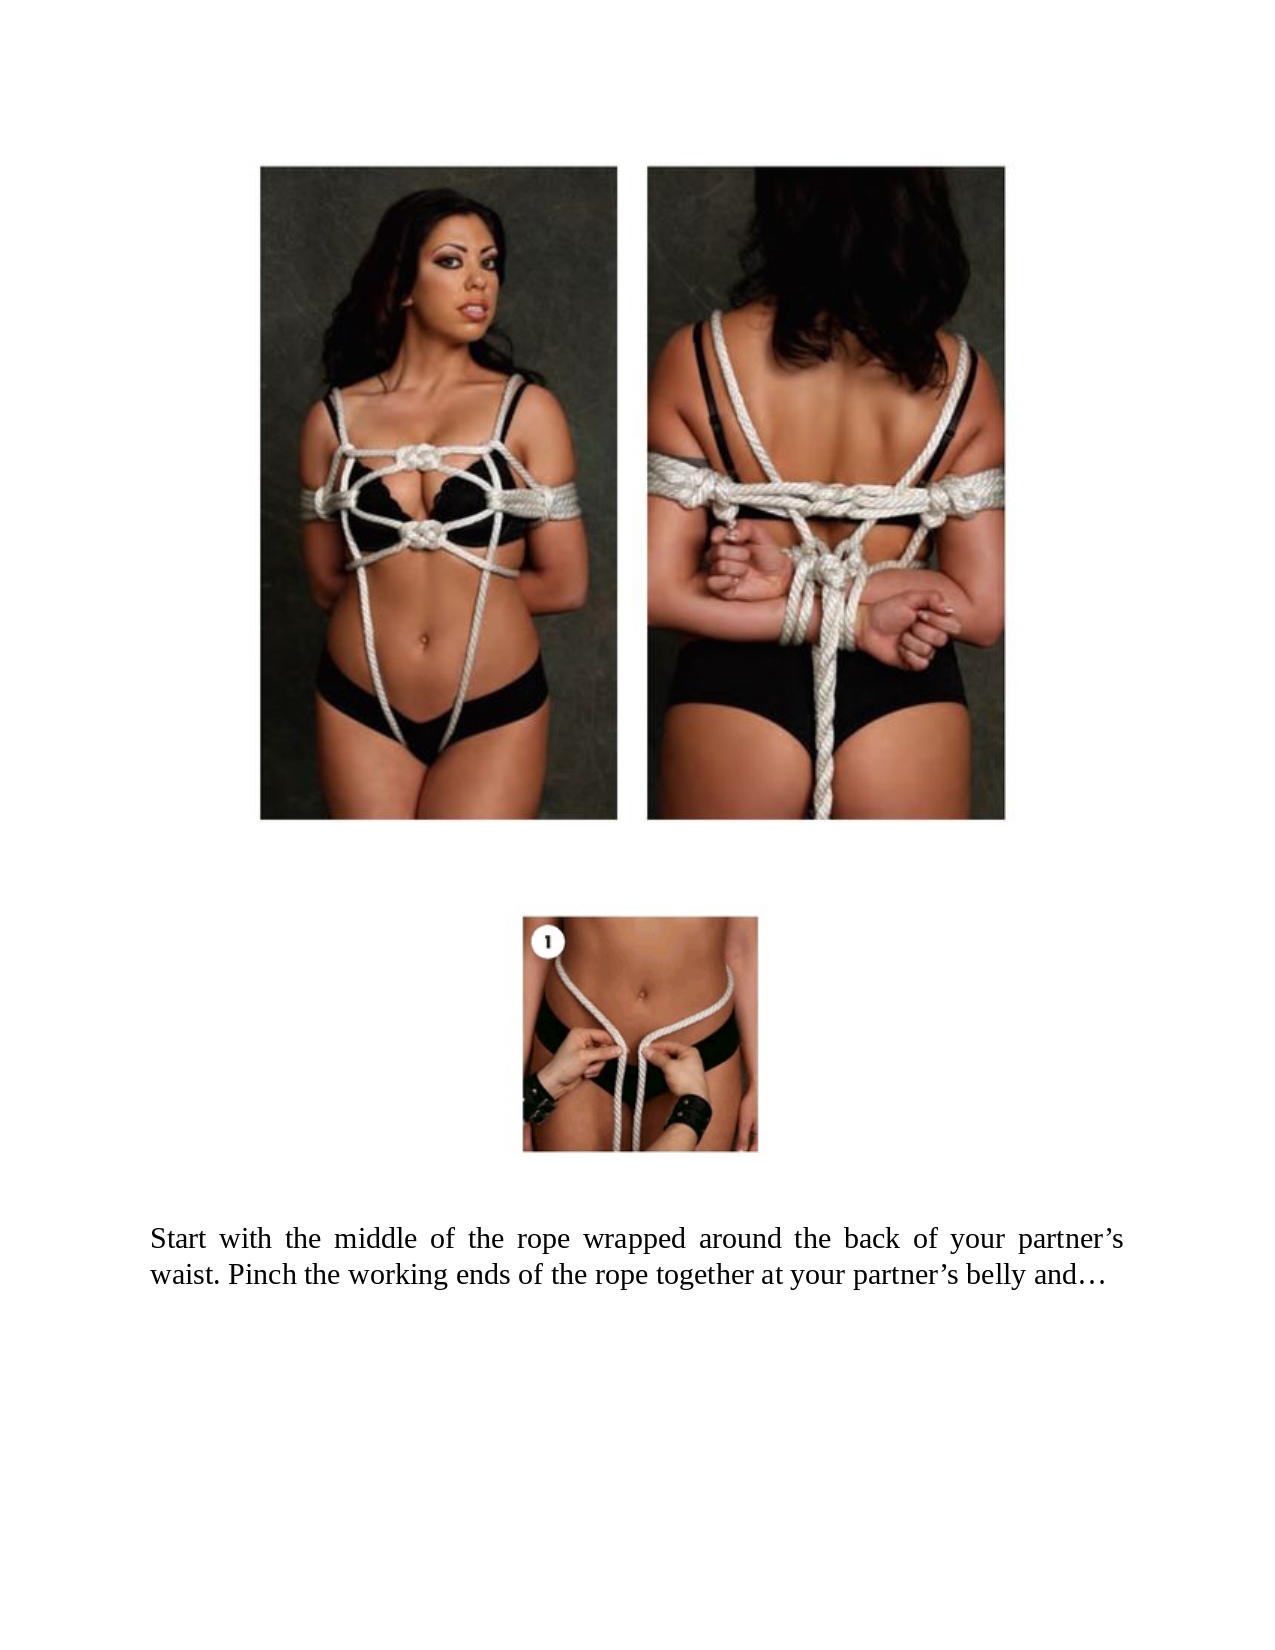 1
Start with the middle of the rope wrapped around the back of your partner’s
waist. Pinch the working ends of the rope together at your partner’s belly and…